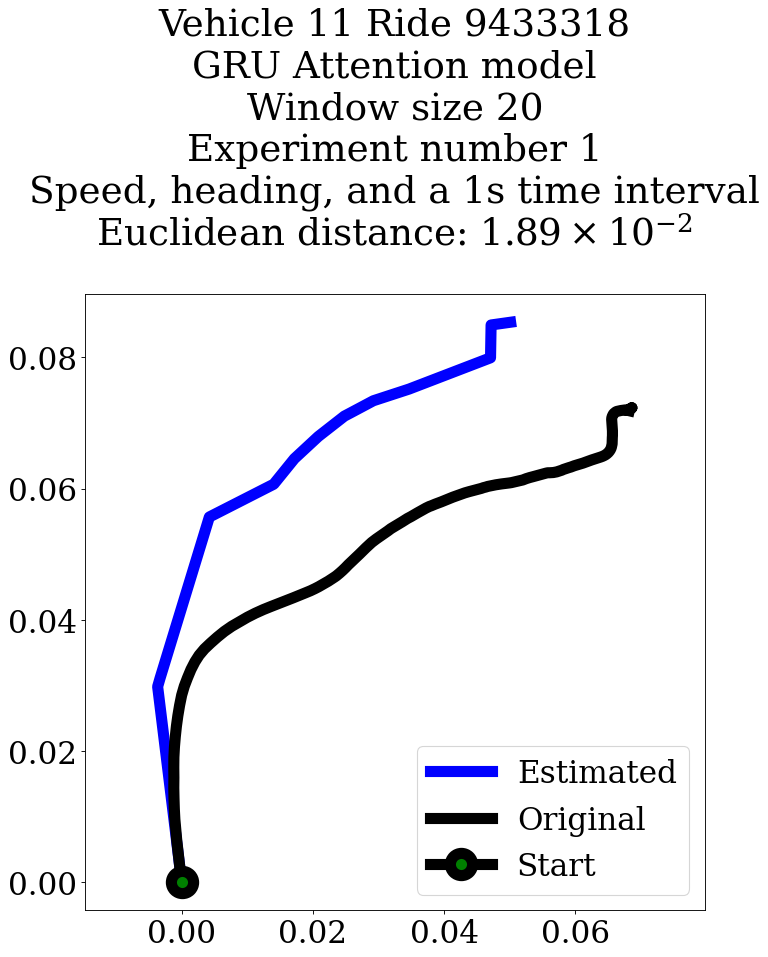 Vehicle 11 Ride 9433318
GRU Attention model
Window size 20
Experiment number 1
Speed, heading, and a 1s time interval
Euclidean distance: 1.89 × 10⁻²
0.08
0.06
0.04
0.02
0.00
Estimated
Original
Start
0.00 0.02 0.04 0.06